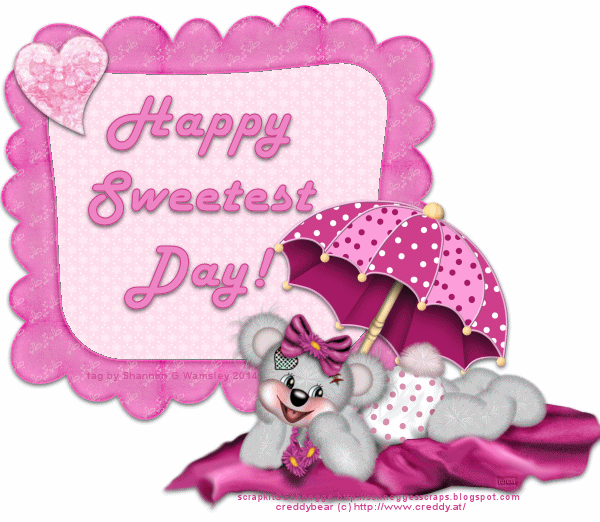 Happy
Sweetest
Day!
tag by Shannon G Wamsley 2014
creddybear (c) http://www.creddy.at/